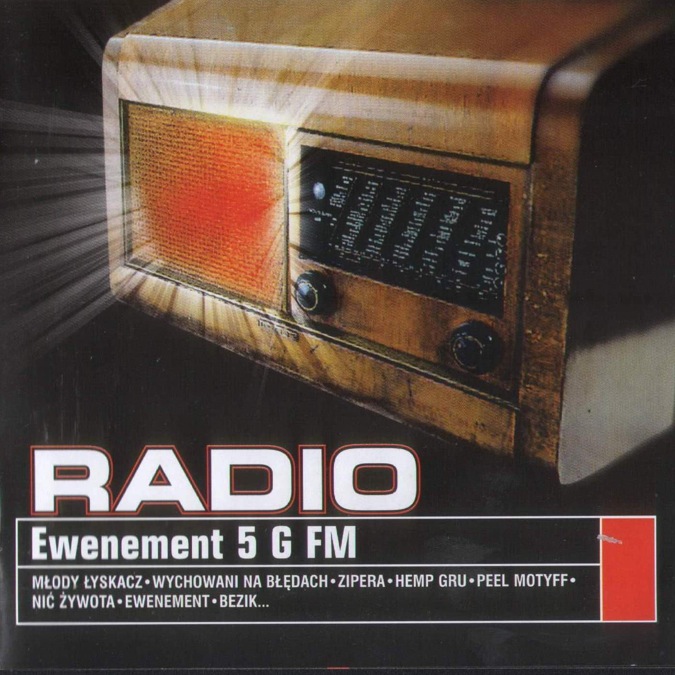 RADIO
Ewenement 5 G FM
MŁODY ŁYSKACZ•WYCHOWANI NA BŁĘDACH•ZIPERA•HEMP GRU•PEEL MOTYFF•
NIĆ ŻYWOTA•EWENEMENT•BEZIK...